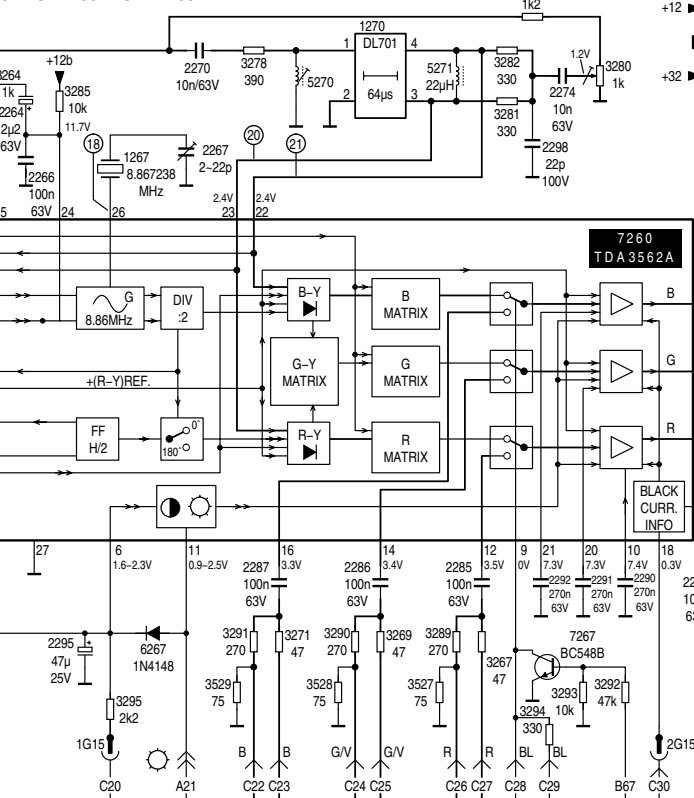 1k2
+12
1270
DL701
1 4
2 3
64µs
2270
10n/63V
3278
390
5270
5271
22µH
3282
330
3281
330
1.2V
3280
1k
2274
10n
63V
+32
2298
22p
100V
+12b
3264
1k
2264
2µ2
63V
3285
10k
11.7V
2266
100n
63V
18
1267
8.867238
MHz
2267
2~22p
20
21
2.4V 2.4V
5 24 26 23 22
7260
TDA3562A
G
8.86MHz
DIV
:2
B–Y
B
MATRIX
B
G–Y
MATRIX
G
MATRIX
G
+(R–Y)REF.
FF
H/2
0°
180°
R–Y
R
MATRIX
R
BLACK
CURR.
INFO
27 6 11 16 14 12 9 21 20 10 18
1.6–2.3V 0.9–2.5V 3.3V 3.4V 3.5V 0V 7.3V 7.3V 7.4V 0.3V
2287
100n
63V
2286
100n
63V
2285
100n
63V
2292
270n
63V
2291
270n
63V
2290
270n
63V
2295
47µ
25V
6267
1N4148
3291
270
3271
47
3290
270
3269
47
3289
270
3267
47
7267
BC548B
3529
75
3528
75
3527
75
3293
10k
3292
47k
3294
330
3295
2k2
1G15
2G15
B B G/V G/V R R BL BL
C20 A21 C22 C23 C24 C25 C26 C27 C28 C29 B67 C30